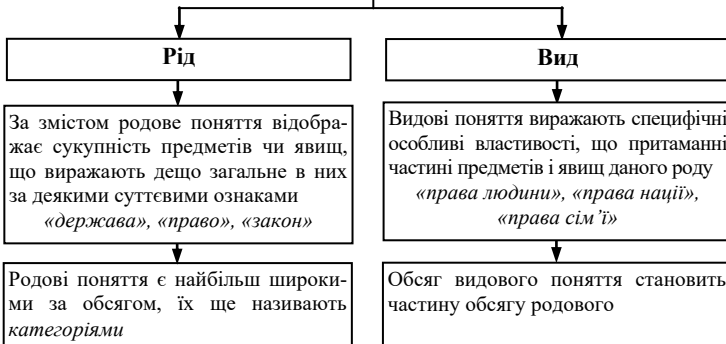 Рід
За змістом родове поняття відобра-
жає сукупність предметів чи явищ,
що виражають дещо загальне в них
за деякими суттєвими ознаками
«держава», «право», «закон»
Родові поняття є найбільш широки-
ми за обсягом, їх ще називають
категоріями
Вид
Видові поняття виражають специфічні
особливі властивості, що притаманні
частині предметів і явищ даного роду
«права людини», «права нації»,
«права сім’ї»
Обсяг видового поняття становить
частину обсягу родового